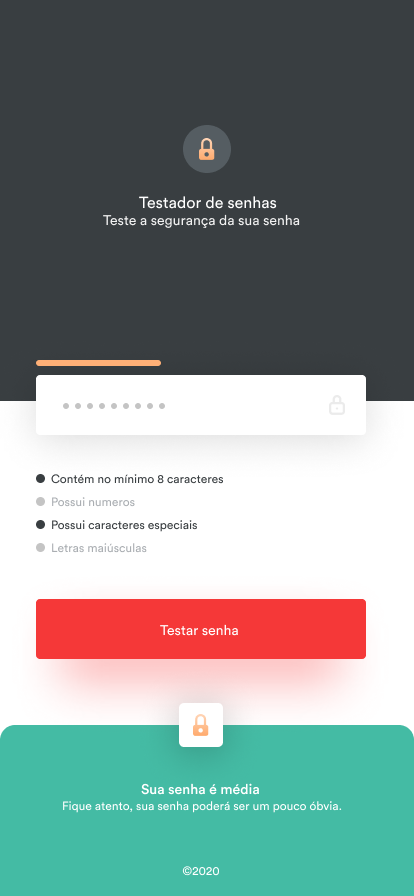 Testador de senhas
Teste a segurança da sua senha
Contém no mínimo 8 caracteres
Possui numeros
Possui caracteres especiais
Letras maiúsculas
Testar senha
Sua senha é média
Fique atento, sua senha poderá ser um pouco óbvia.
©2020